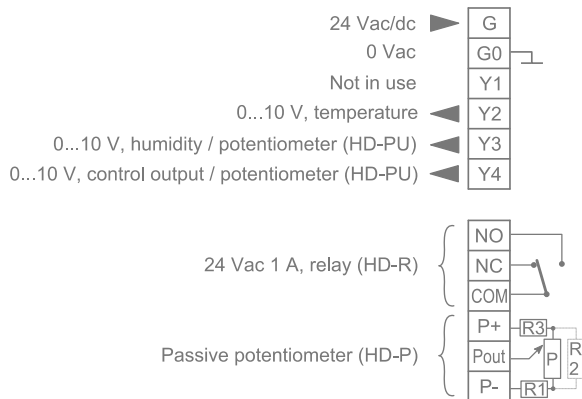 24 Vac/dc G
0 Vac G0
Not in use Y1
0...10 V, temperature Y2
0...10 V, humidity / potentiometer (HD-PU) Y3
0...10 V, control output / potentiometer (HD-PU) Y4
NO
24 Vac 1 A, relay (HD-R) NC
COM
P+ R3
Passive potentiometer (HD-P) Pout P R2
P- R1